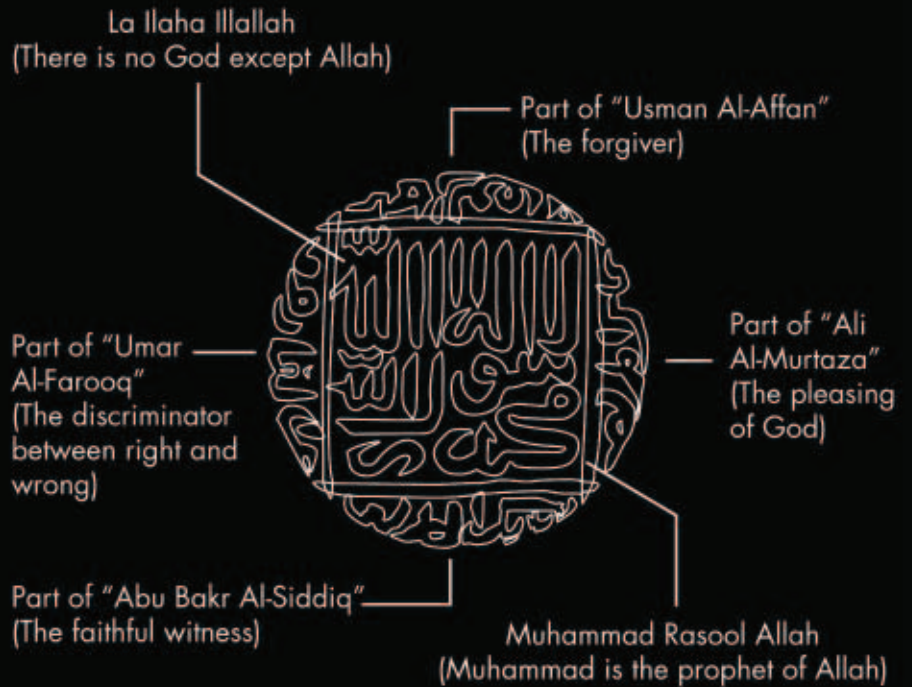 La Ilaha Illallah
(There is no God except Allah)
Part of “Usman Al-Affan”
(The forgiver)
Part of “Umar
Al-Farooq”
(The discriminator
between right and
wrong)
Part of “Ali
Al-Murtaza”
(The pleasing
of God)
Part of “Abu Bakr Al-Siddiq”
(The faithful witness)
Muhammad Rasool Allah
(Muhammad is the prophet of Allah)